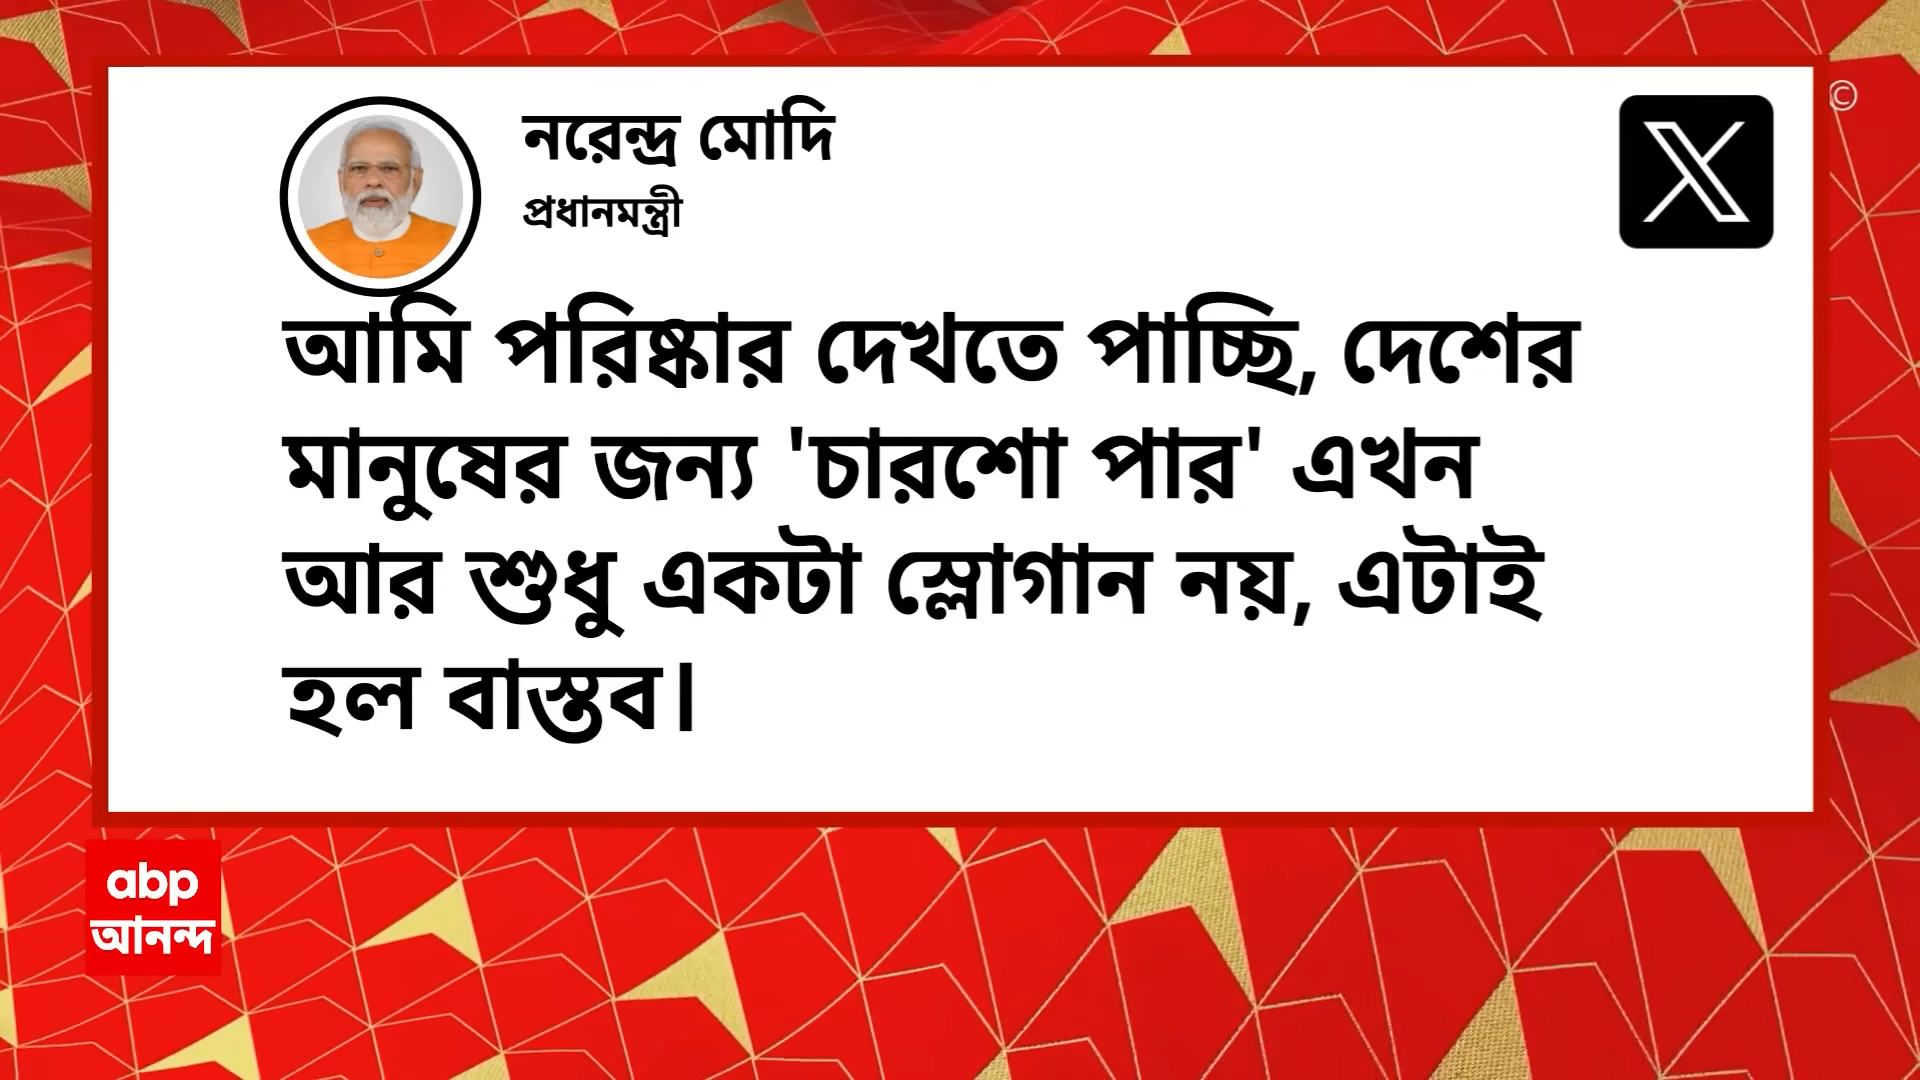 নরেন্দ্র মোদি
প্রধানমন্ত্রী
X
©
আমি পরিষ্কার দেখতে পাচ্ছি, দেশের
মানুষের জন্য 'চারশো পার' এখন
আর শুধু একটা স্লোগান নয়, এটাই
হল বাস্তব।
abp
আনন্দ